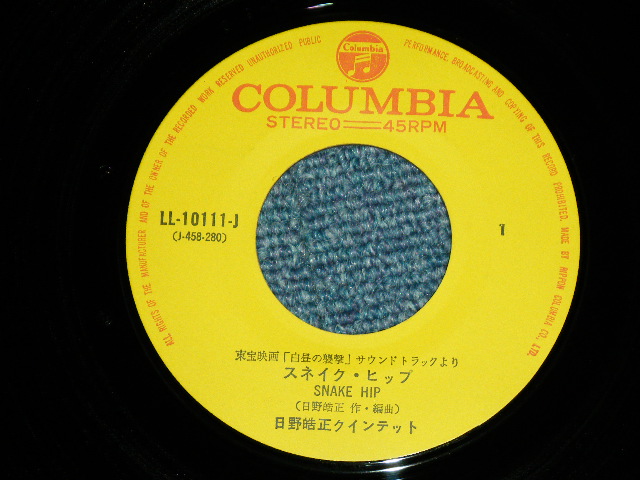 ALL RIGHTS OF THE MANUFACTURER AND OF THE OWNER OF THE RECORDED WORK RESERVED. UNAUTHORIZED PUBLIC PERFORMANCE. BROADCASTING AND COPYING OF THIS RECORD PROHIBITED. MADE BY NIPPON COLUMBIA CO., LTD.
Columbia
COLUMBIA
STEREO=45RPM
LL-10111-J
(J-458-280)
1
東宝映画「白昼の襲撃」サウンドトラックより
スネイク・ヒップ
SNAKE HIP
(日野皓正 作・編曲)
日野皓正クインテット